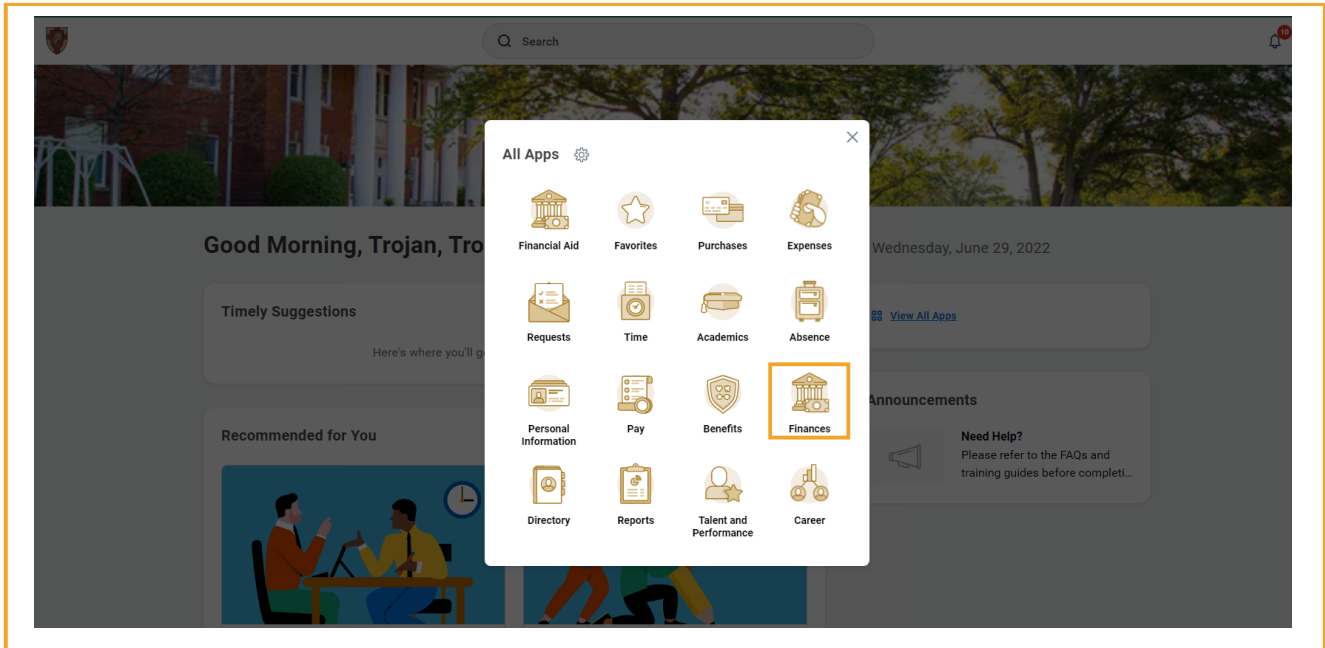 Search
10
All Apps
Financial Aid
Favorites
Purchases
Expenses
Good Morning, Trojan, Tro
Wednesday, June 29, 2022
Requests
Time
Academics
Absence
Timely Suggestions
View All Apps
Here's where you'll g
Personal
Information
Pay
Benefits
Finances
Announcements
Recommended for You
Need Help?
Please refer to the FAQs and
training guides before completi...
Directory
Reports
Talent and
Performance
Career